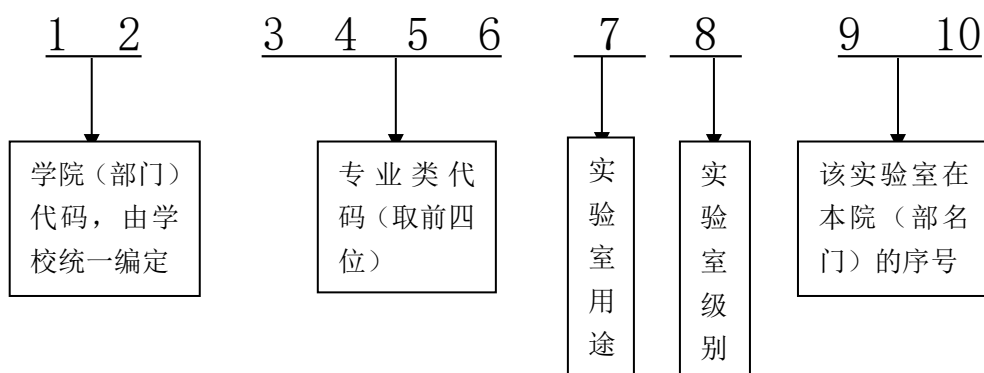 1 2 3 4 5 6 7 8 9 10
学院（部门）
代码，由学
校统一编定
专业类代
码（取前四
位）
实
验
室
用
途
实
验
室
级
别
该实验室在
本院（部名
门）的序号